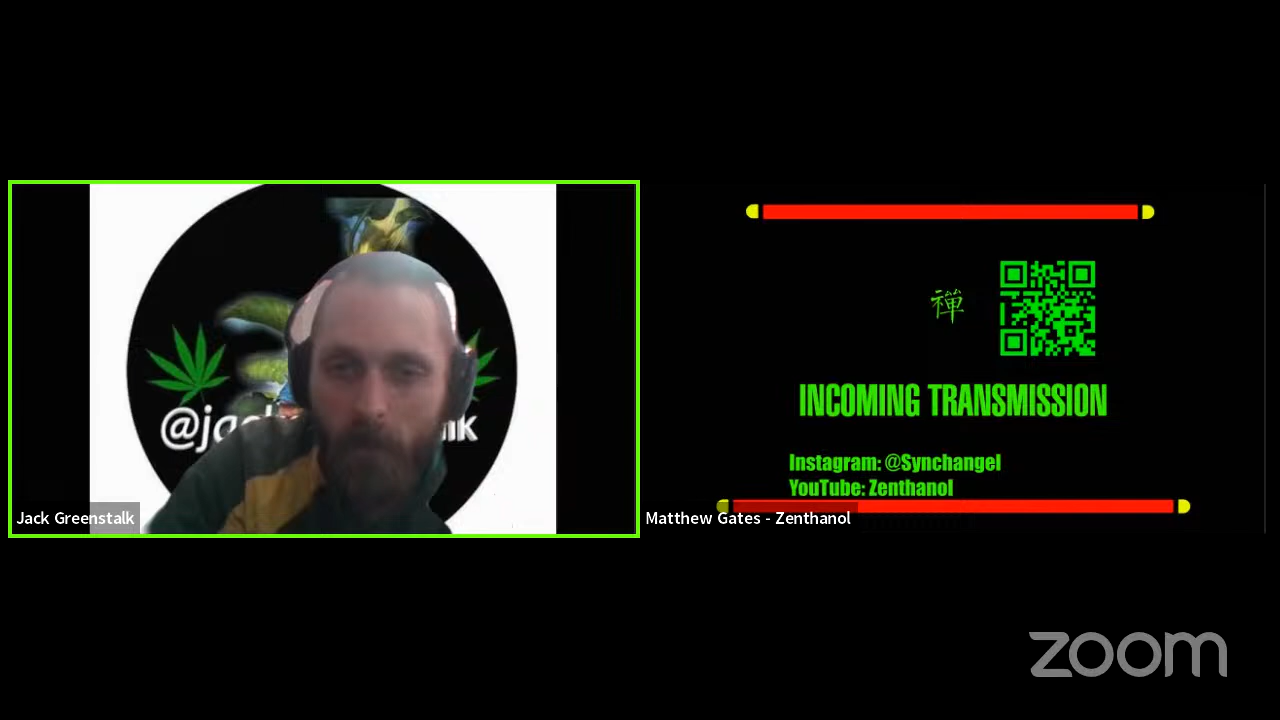 Jack Greenstalk
禅
INCOMING TRANSMISSION
Instagram: @Synchangel
YouTube: Zenthanol
Matthew Gates - Zenthanol
zoom